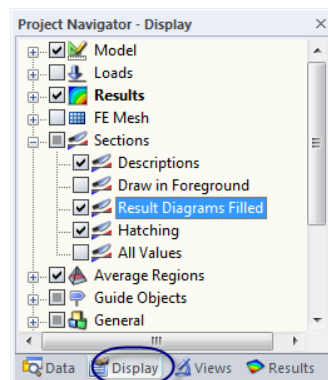 Project Navigator - Display
Model
Loads
Results
FE Mesh
Sections
Descriptions
Draw in Foreground
Result Diagrams Filled
Hatching
All Values
Average Regions
Guide Objects
General
Data Display Views Results